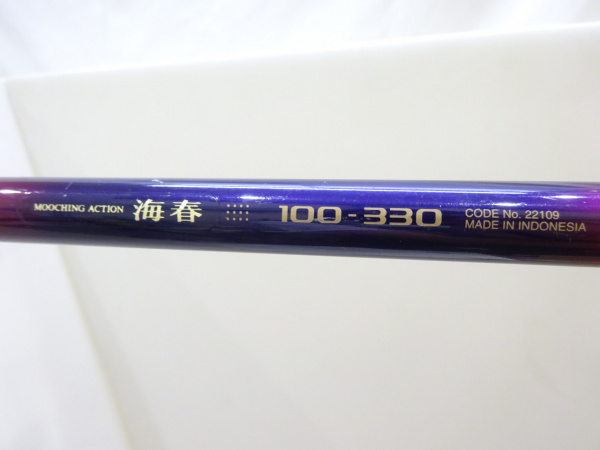 MOOCHING ACTION 海春 100-330 CODE No. 22109
MADE IN INDONESIA